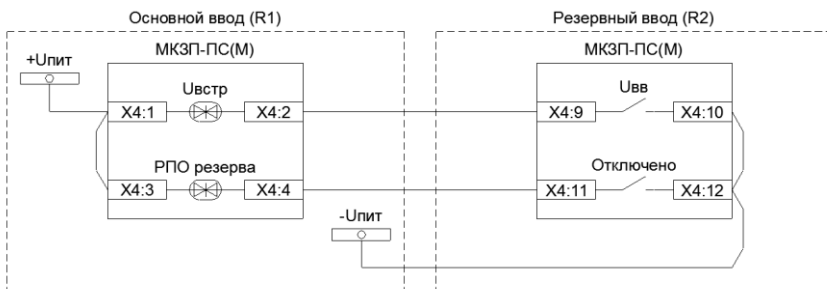 Основной ввод (R1)
Резервный ввод (R2)
МКЗП-ПС(М)
МКЗП-ПС(М)
+Uпит
Uвстр
Uвв
X4:1
X4:2
X4:9
X4:10
РПО резерва
Отключено
X4:3
X4:4
X4:11
X4:12
-Uпит